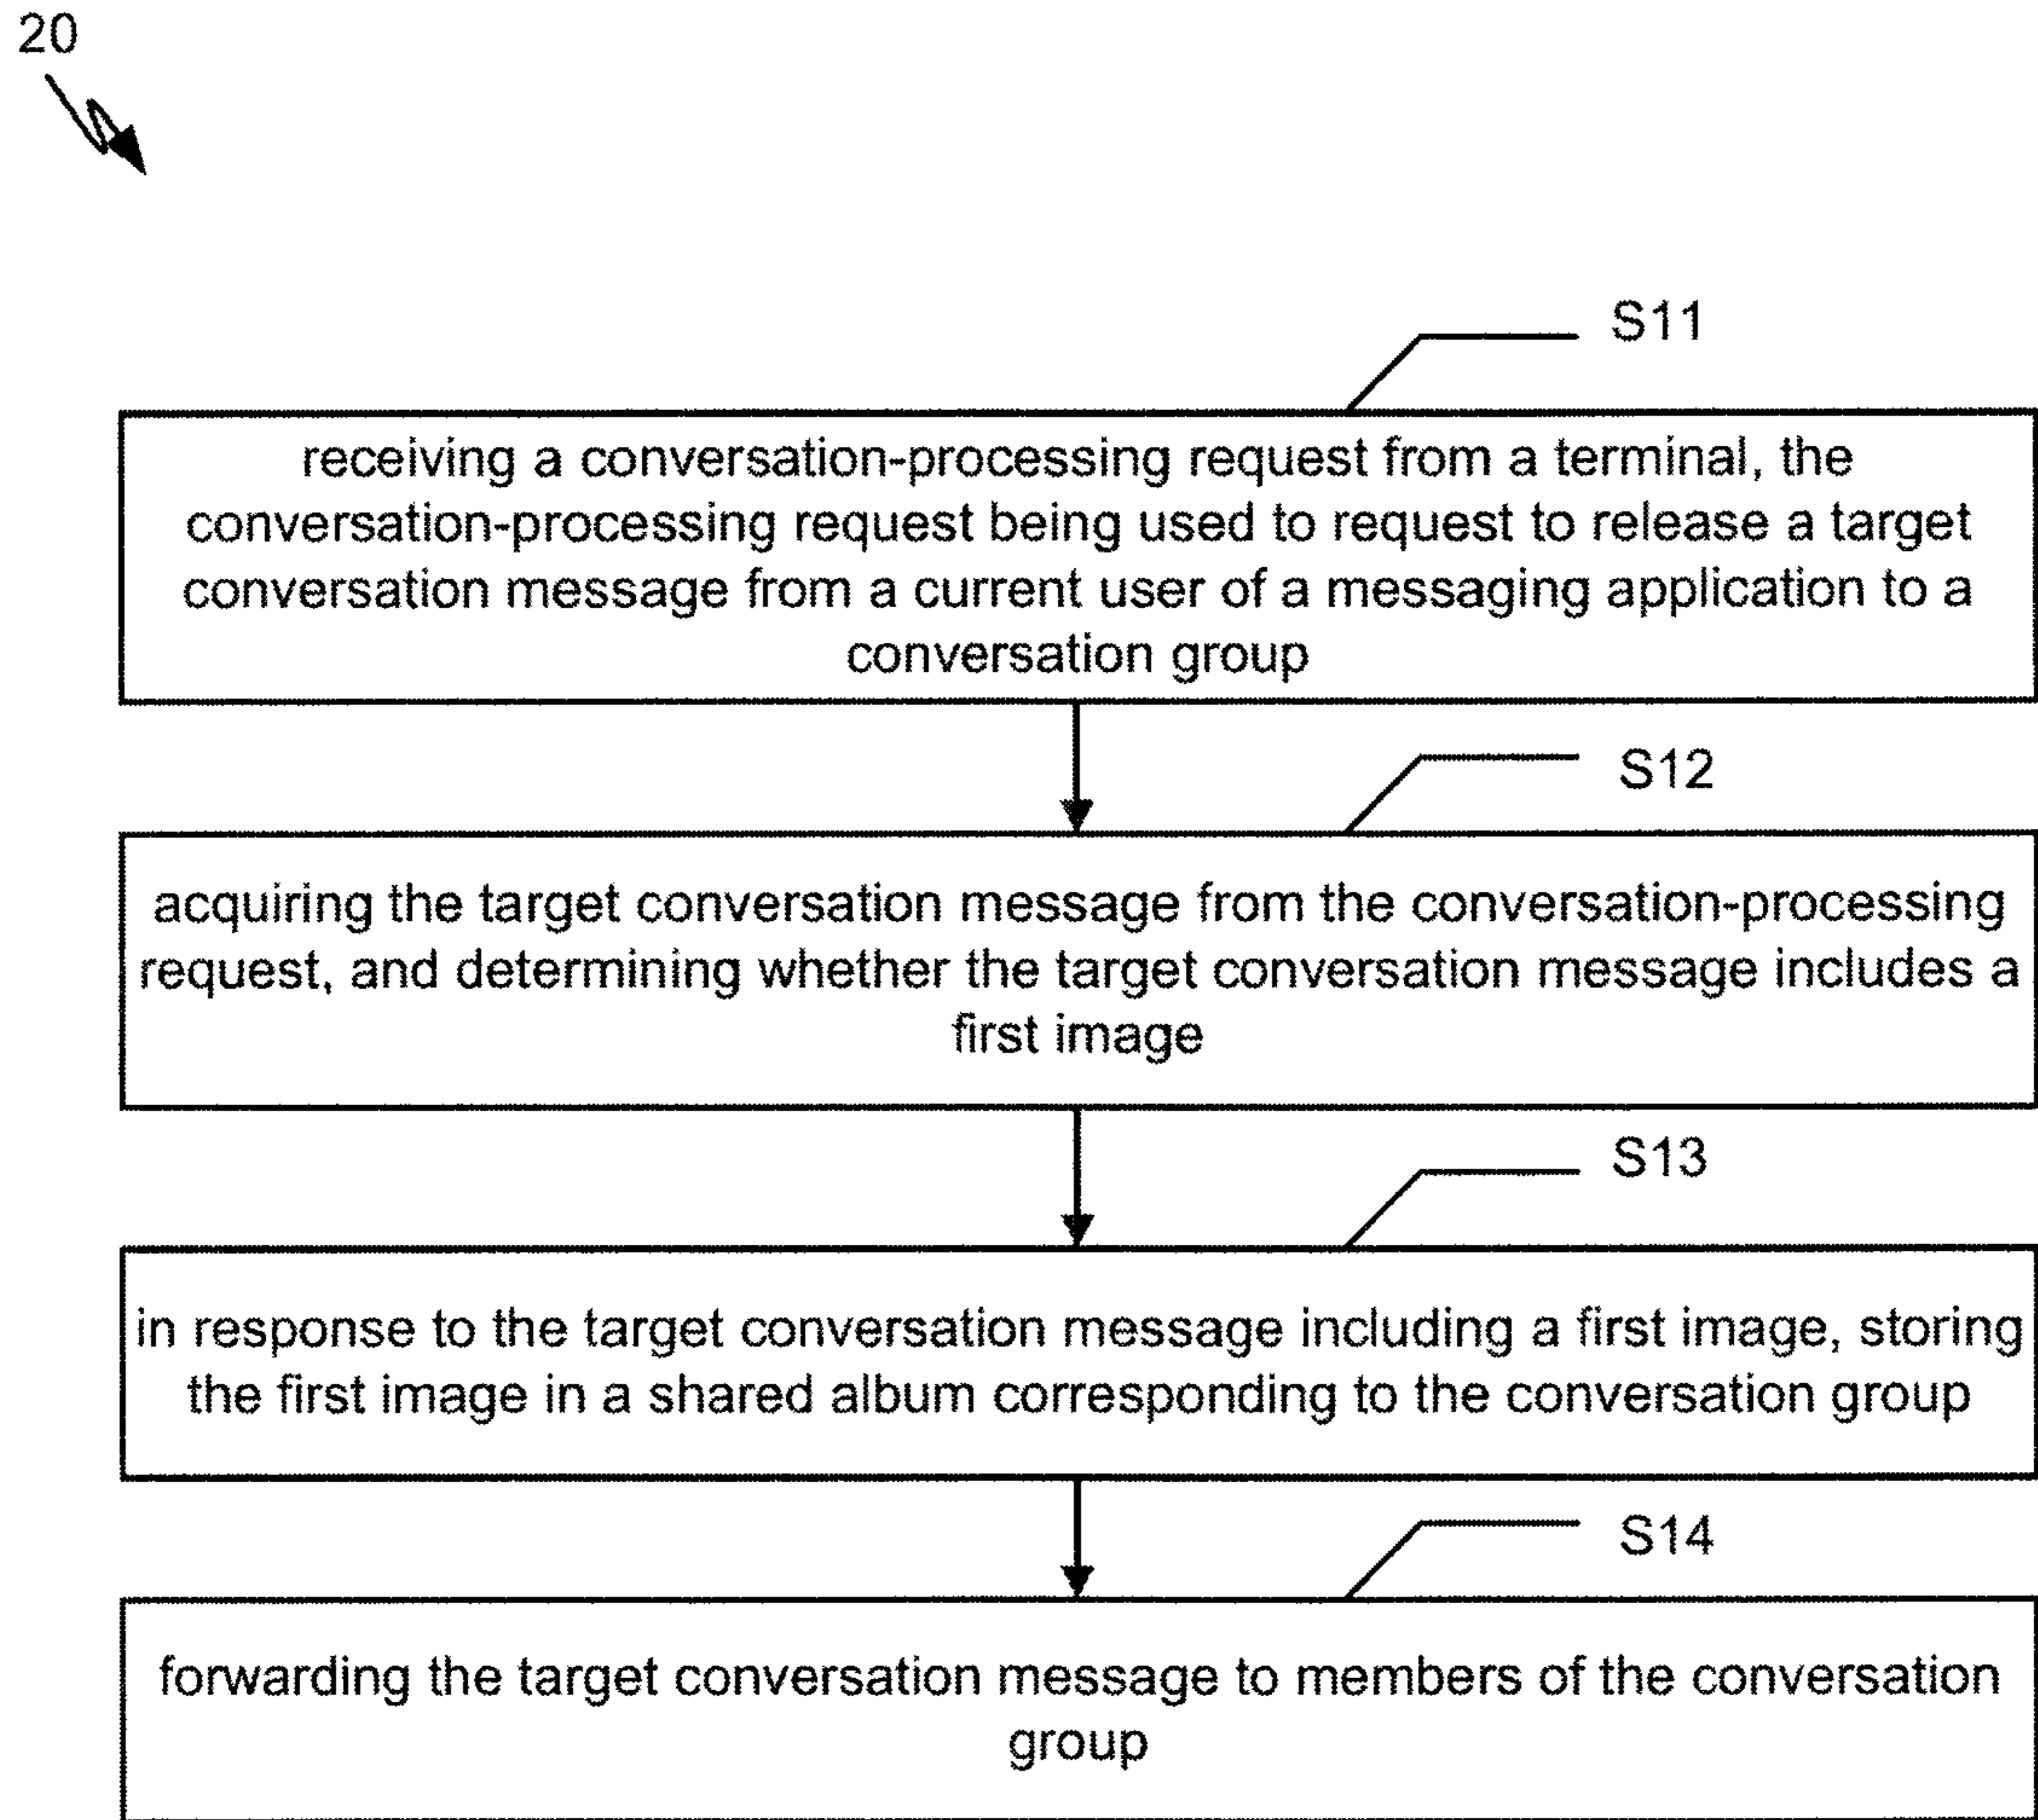 20
S11
receiving a conversation-processing request from a terminal, the
conversation-processing request being used to request to release a target
conversation message from a current user of a messaging application to a
conversation group
S12
acquiring the target conversation message from the conversation-processing
request, and determining whether the target conversation message includes a
first image
S13
in response to the target conversation message including a first image, storing
the first image in a shared album corresponding to the conversation group
S14
forwarding the target conversation message to members of the conversation
group